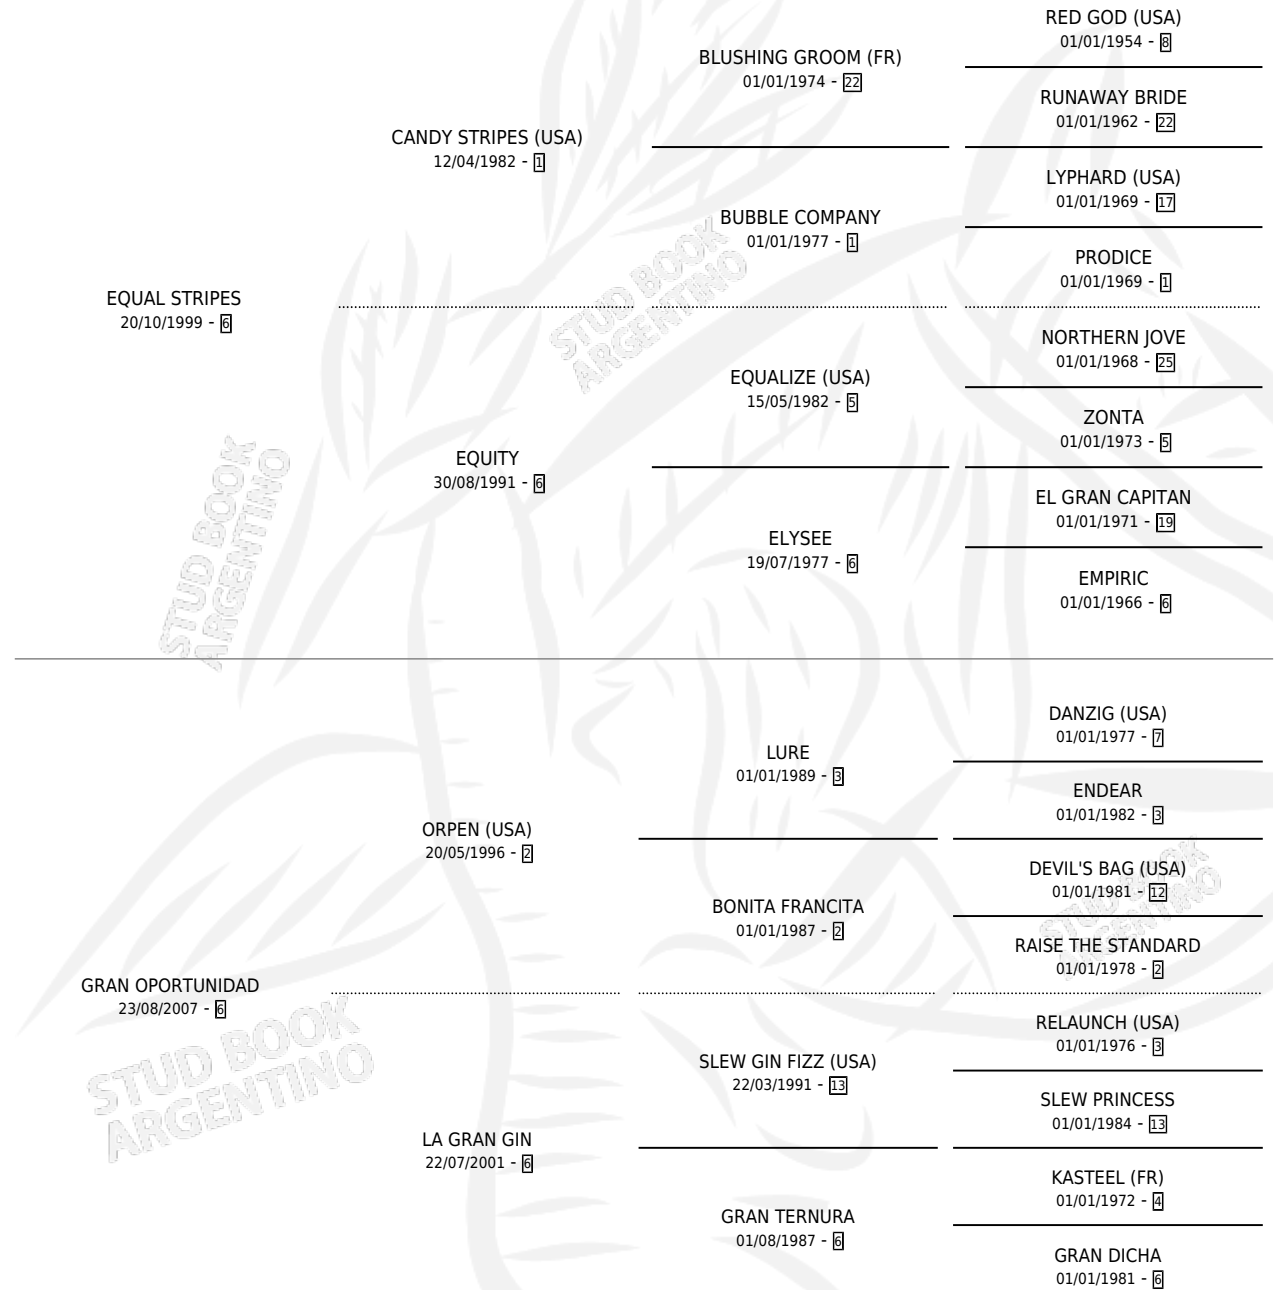 RED GOD (USA)
01/01/1954 - 8
BLUSHING GROOM (FR)
01/01/1974 - 22
RUNAWAY BRIDE
01/01/1962 - 22
CANDY STRIPES (USA)
12/04/1982 - 1
LYPHARD (USA)
01/01/1969 - 17
BUBBLE COMPANY
01/01/1977 - 1
PRODICE
01/01/1969 - 1
EQUAL STRIPES
20/10/1999 - 6
STUD BOOK
ARGENTINO
NORTHERN JOVE
01/01/1968 - 25
EQUALIZE (USA)
15/05/1982 - 5
ZONTA
01/01/1973 - 5
EQUITY
30/08/1991 - 6
EL GRAN CAPITAN
01/01/1971 - 19
ELYSEE
19/07/1977 - 6
EMPIRIC
01/01/1966 - 6
STUD BOOK
ARGENTINO
DANZIG (USA)
01/01/1977 - 7
LURE
01/01/1989 - 3
ENDEAR
01/01/1982 - 3
ORPEN (USA)
20/05/1996 - 2
DEVIL'S BAG (USA)
01/01/1981 - 12
STUD BOOK
ARGENTINO
BONITA FRANCITA
01/01/1987 - 2
RAISE THE STANDARD
01/01/1978 - 2
GRAN OPORTUNIDAD
23/08/2007 - 6
STUD BOOK
ARGENTINO
RELAUNCH (USA)
01/01/1976 - 3
SLEW GIN FIZZ (USA)
22/03/1991 - 13
SLEW PRINCESS
01/01/1984 - 13
LA GRAN GIN
22/07/2001 - 6
KASTEEL (FR)
01/01/1972 - 4
GRAN TERNURA
01/08/1987 - 6
GRAN DICHA
01/01/1981 - 6